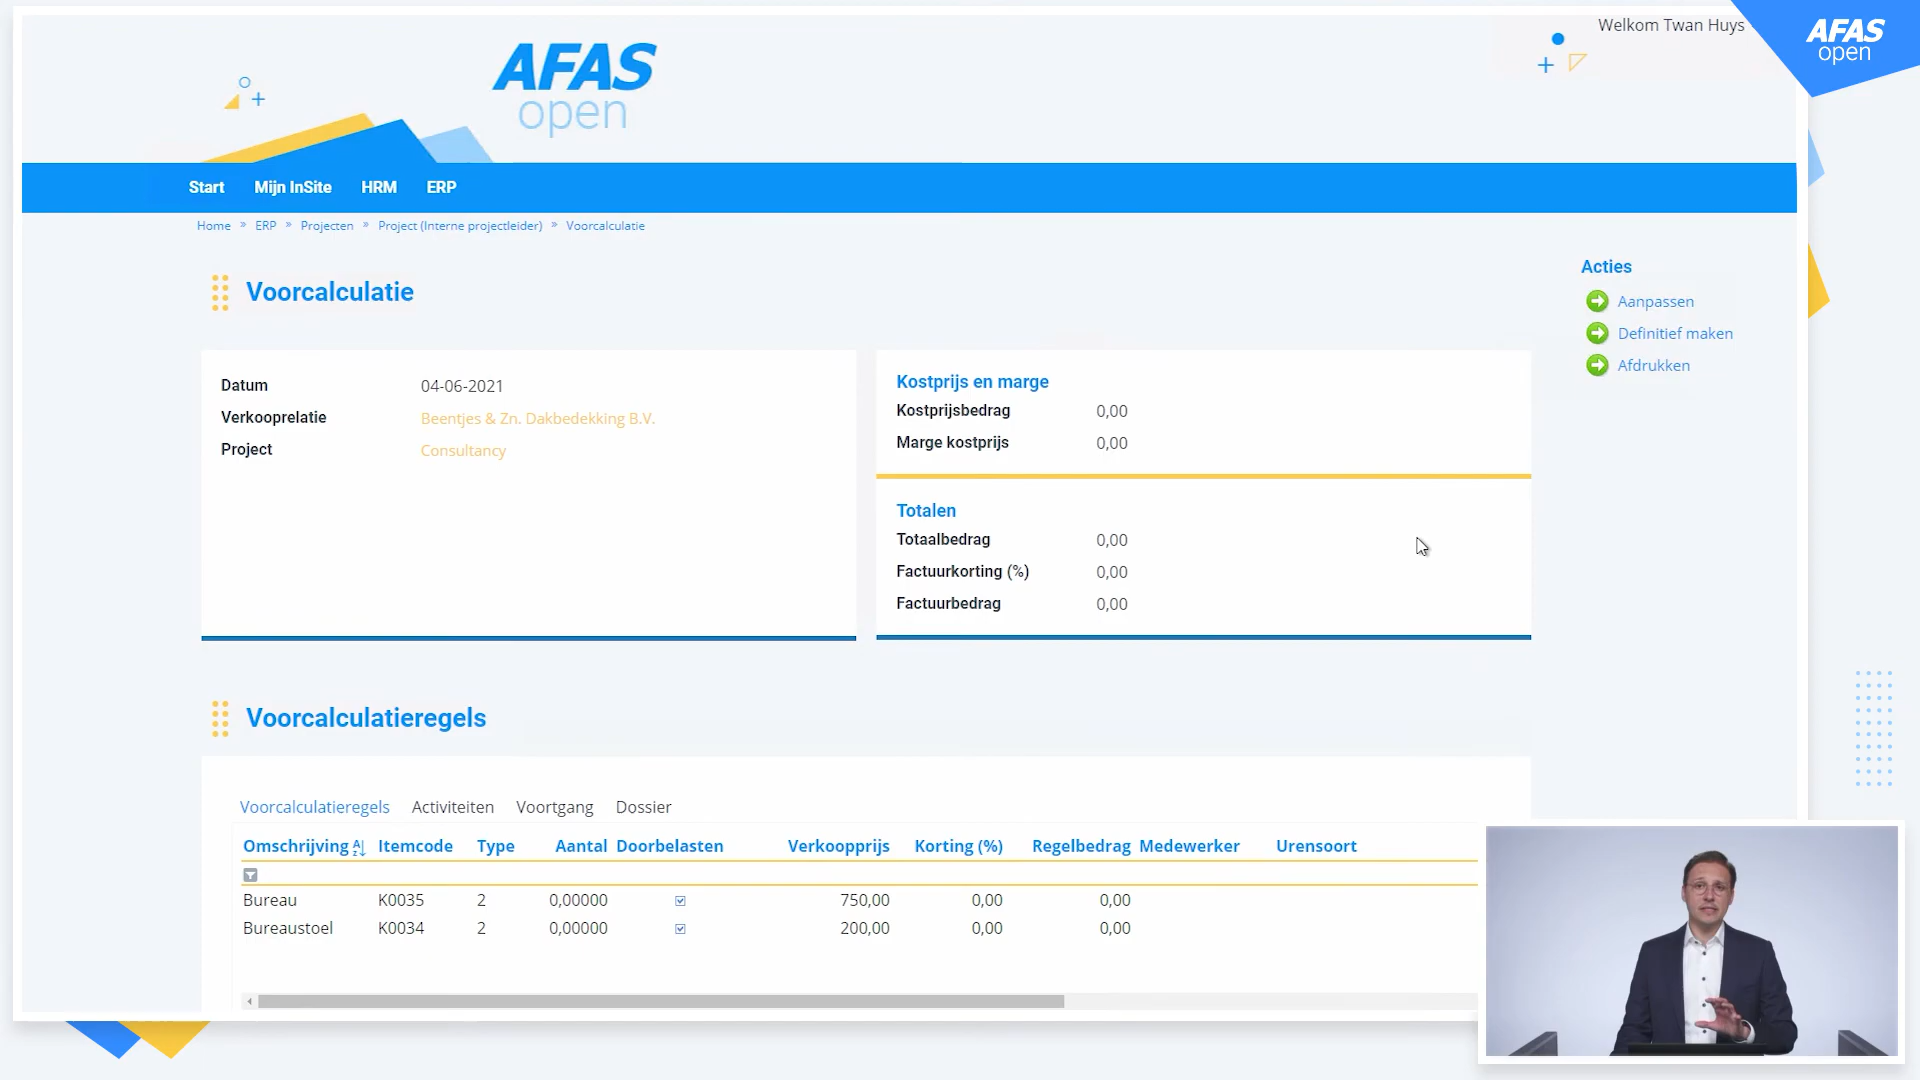 Welkom Twan Huys
AFAS
open
AFAS
open
Start Mijn InSite HRM ERP
Home » ERP » Projecten » Project (Interne projectleider) » Voorcalculatie
Voorcalculatie
Datum 04-06-2021
Verkooprelatie Beentjes & Zn. Dakbedekking B.V.
Project Consultancy
Kostprijs en marge
Kostprijsbedrag 0,00
Marge kostprijs 0,00
Totalen
Totaalbedrag 0,00
Factuurkorting (%) 0,00
Factuurbedrag 0,00
Acties
Aanpassen
Definitief maken
Afdrukken
Voorcalculatieregels
Voorcalculatieregels Activiteiten Voortgang Dossier
Omschrijving Itemcode Type Aantal Doorbelasten Verkoopprijs Korting (%) Regelbedrag Medewerker Urensoort
Bureau K0035 2 0,00000 750,00 0,00 0,00
Bureaustoel K0034 2 0,00000 200,00 0,00 0,00